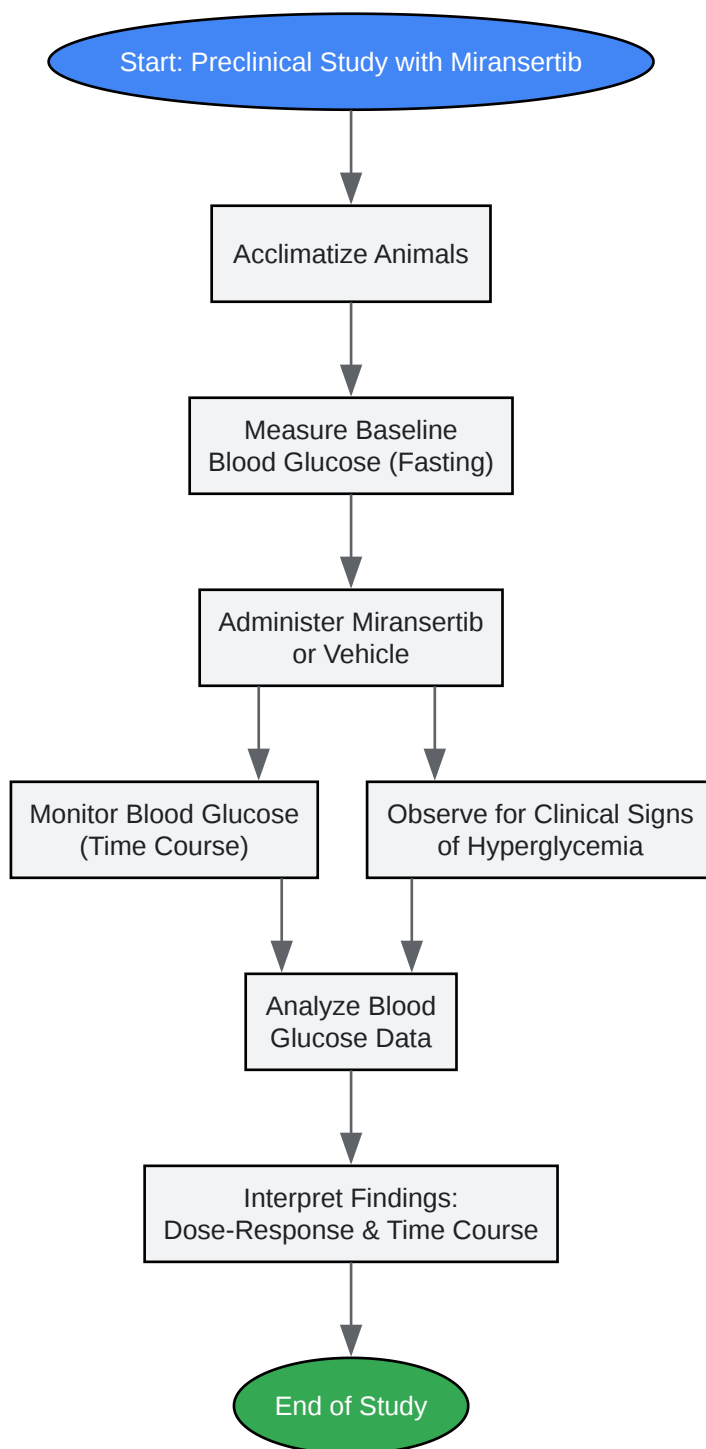 Start: Preclinical Study with Miransertib
Acclimatize Animals
Measure Baseline
Blood Glucose (Fasting)
Administer Miransertib
or Vehicle
Monitor Blood Glucose
(Time Course)
Observe for Clinical Signs
of Hyperglycemia
Analyze Blood
Glucose Data
Interpret Findings:
Dose-Response & Time Course
End of Study